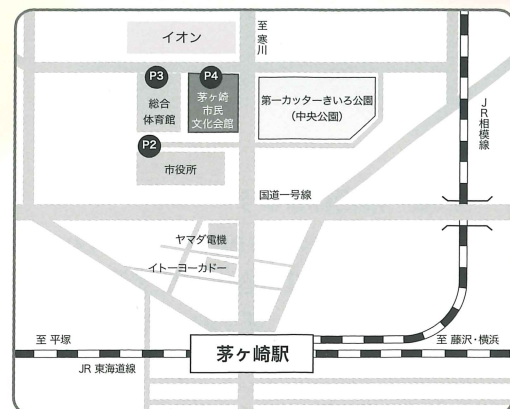 イオン
至
寒
川
P3
P4
総合
体育館
茅ヶ崎
市民
文化会館
第一カッターきいろ公園
(中央公園)
JR相模線
P2
市役所
国道一号線
ヤマダ電機
イトーヨーカドー
至 平塚
茅ヶ崎駅
至 藤沢・横浜
JR 東海道線